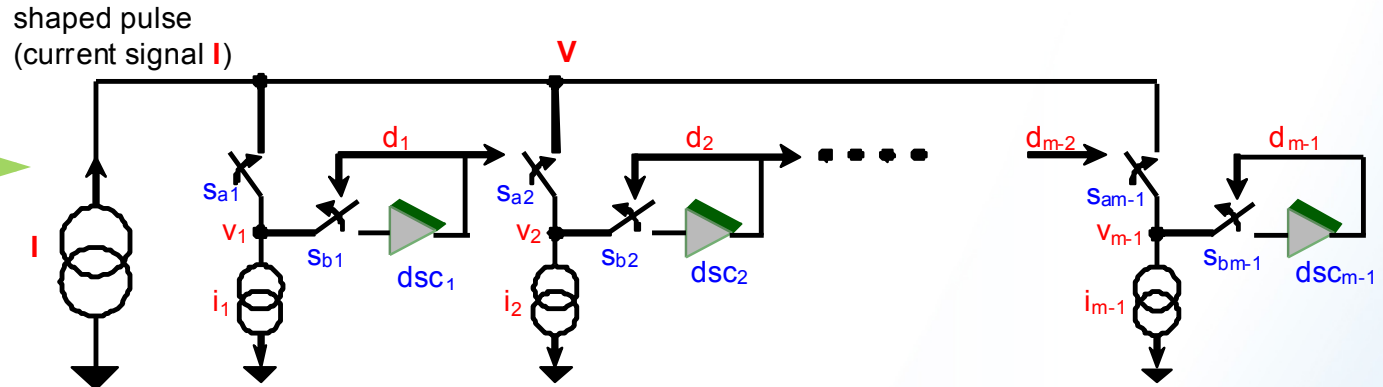 shaped pulse
(current signal I)
V
d1 d2 dm-2 dm-1
sa1 sa2 sam-1
v1 sb1 v2 sb2 vm-1 sbm-1
I i1 dsc1 i2 dsc2 im-1 dscm-1